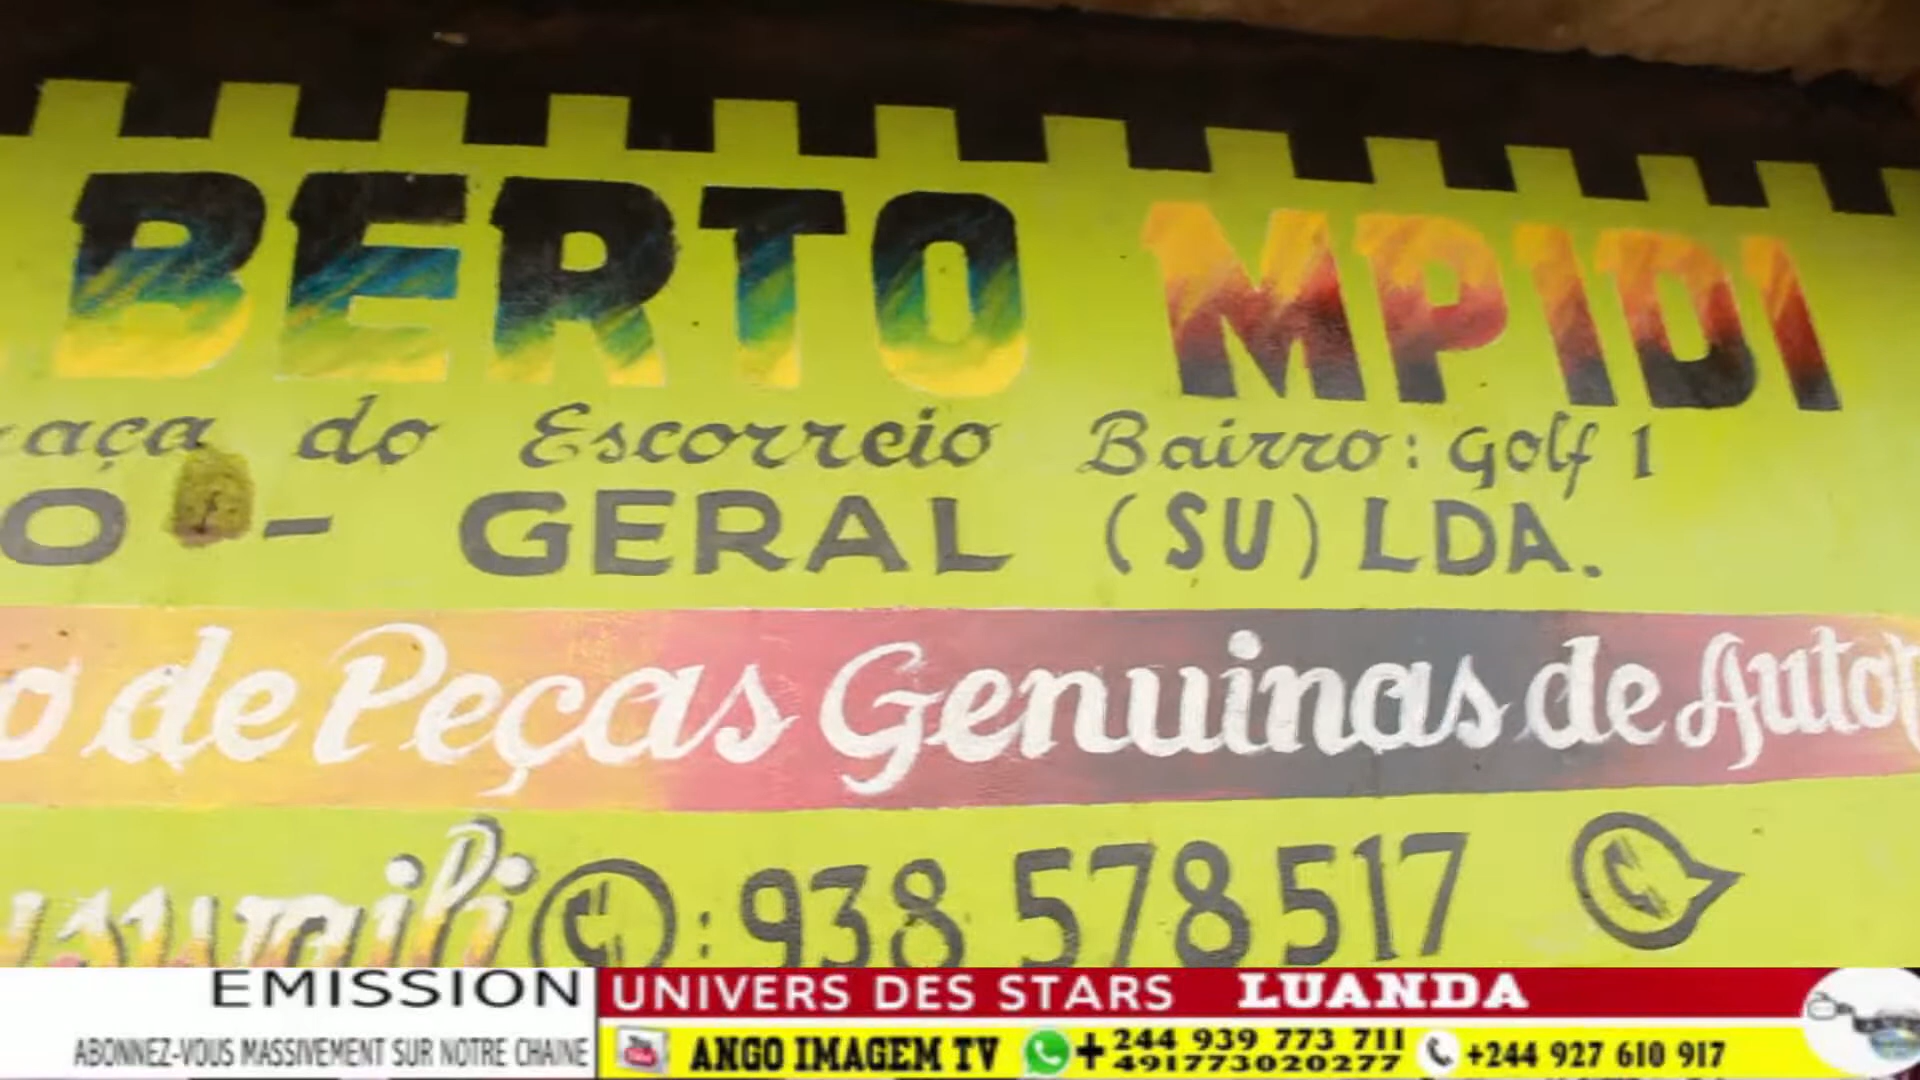 BERTO MPIDI
do Escorreio Bairro: Golf 1
O - GERAL (SU) LDA.
o de Peças Genuinas de Auto
: 938 578 517
EMISSION UNIVERS DES STARS LUANDA
ABONNEZ-VOUS MASSIVEMENT SUR NOTRE CHAINE
ANGO IMAGEM TV + 244 939 773 711
491773020277
+244 927 610 917